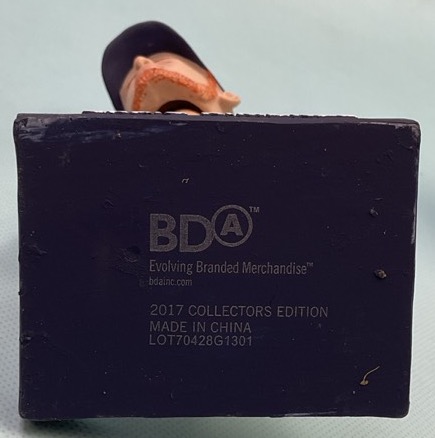 BDA™
Evolving Branded Merchandise™
bdainc.com
2017 COLLECTORS EDITION
MADE IN CHINA
LOT70428G1301